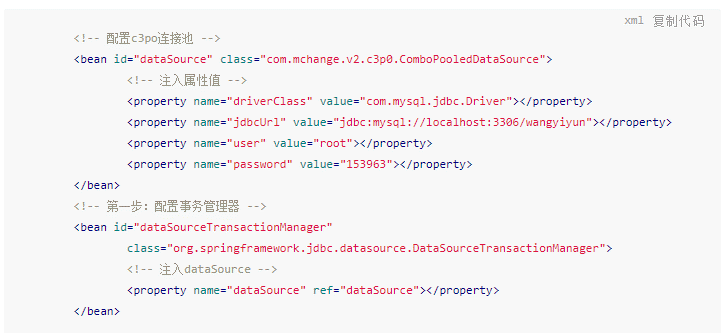 xml 复制代码
<!-- 配置c3po连接池 -->
<bean id="dataSource" class="com.mchange.v2.c3p0.ComboPooledDataSource">
<!-- 注入属性值 -->
<property name="driverClass" value="com.mysql.jdbc.Driver"></property>
<property name="jdbcUrl" value="jdbc:mysql://localhost:3306/wangyiyun"></property>
<property name="user" value="root"></property>
<property name="password" value="153963"></property>
</bean>
<!-- 第一步：配置事务管理器 -->
<bean id="dataSourceTransactionManager"
class="org.springframework.jdbc.datasource.DataSourceTransactionManager">
<!-- 注入dataSource -->
<property name="dataSource" ref="dataSource"></property>
</bean>